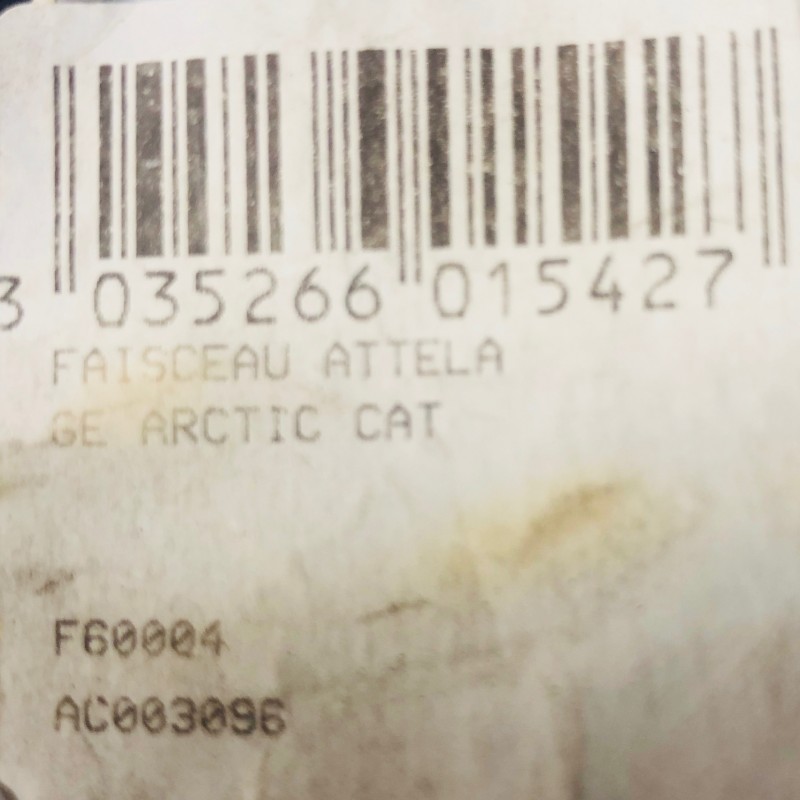 3 035266 015427
FAISCEAU ATTELA
GE ARCTIC CAT
F60004
AC003096